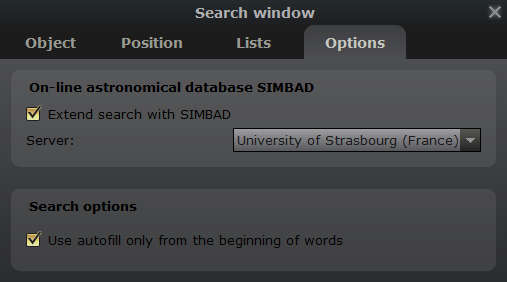 Search window
Object Position Lists Options
On-line astronomical database SIMBAD
Extend search with SIMBAD
Server: University of Strasbourg (France)
Search options
Use autofill only from the beginning of words